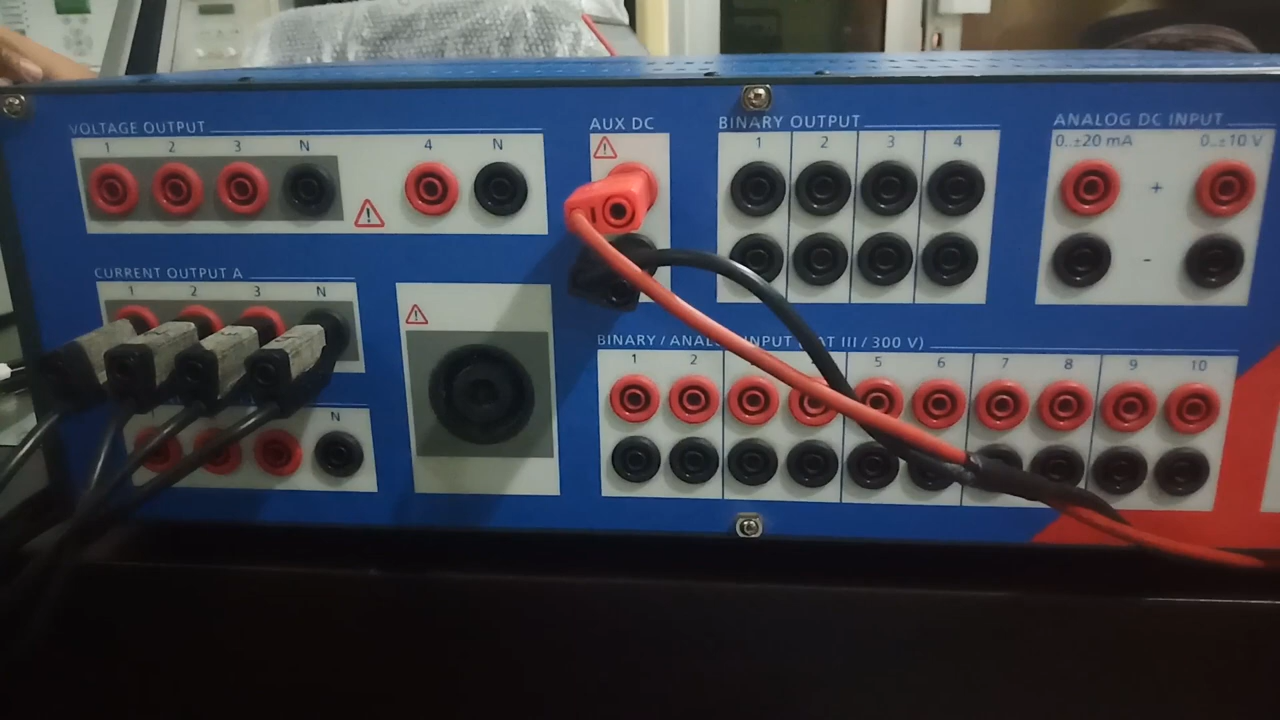 VOLTAGE OUTPUT
1 2 3 N 4 N
AUX DC
BINARY OUTPUT
1 2 3 4
ANALOG DC INPUT
0...±20 mA 0...±10 V
+
-
CURRENT OUTPUT A
1 2 3 N
N
BINARY / ANAL INPUT AT III / 300 V)
1 2 5 6 7 8 9 10